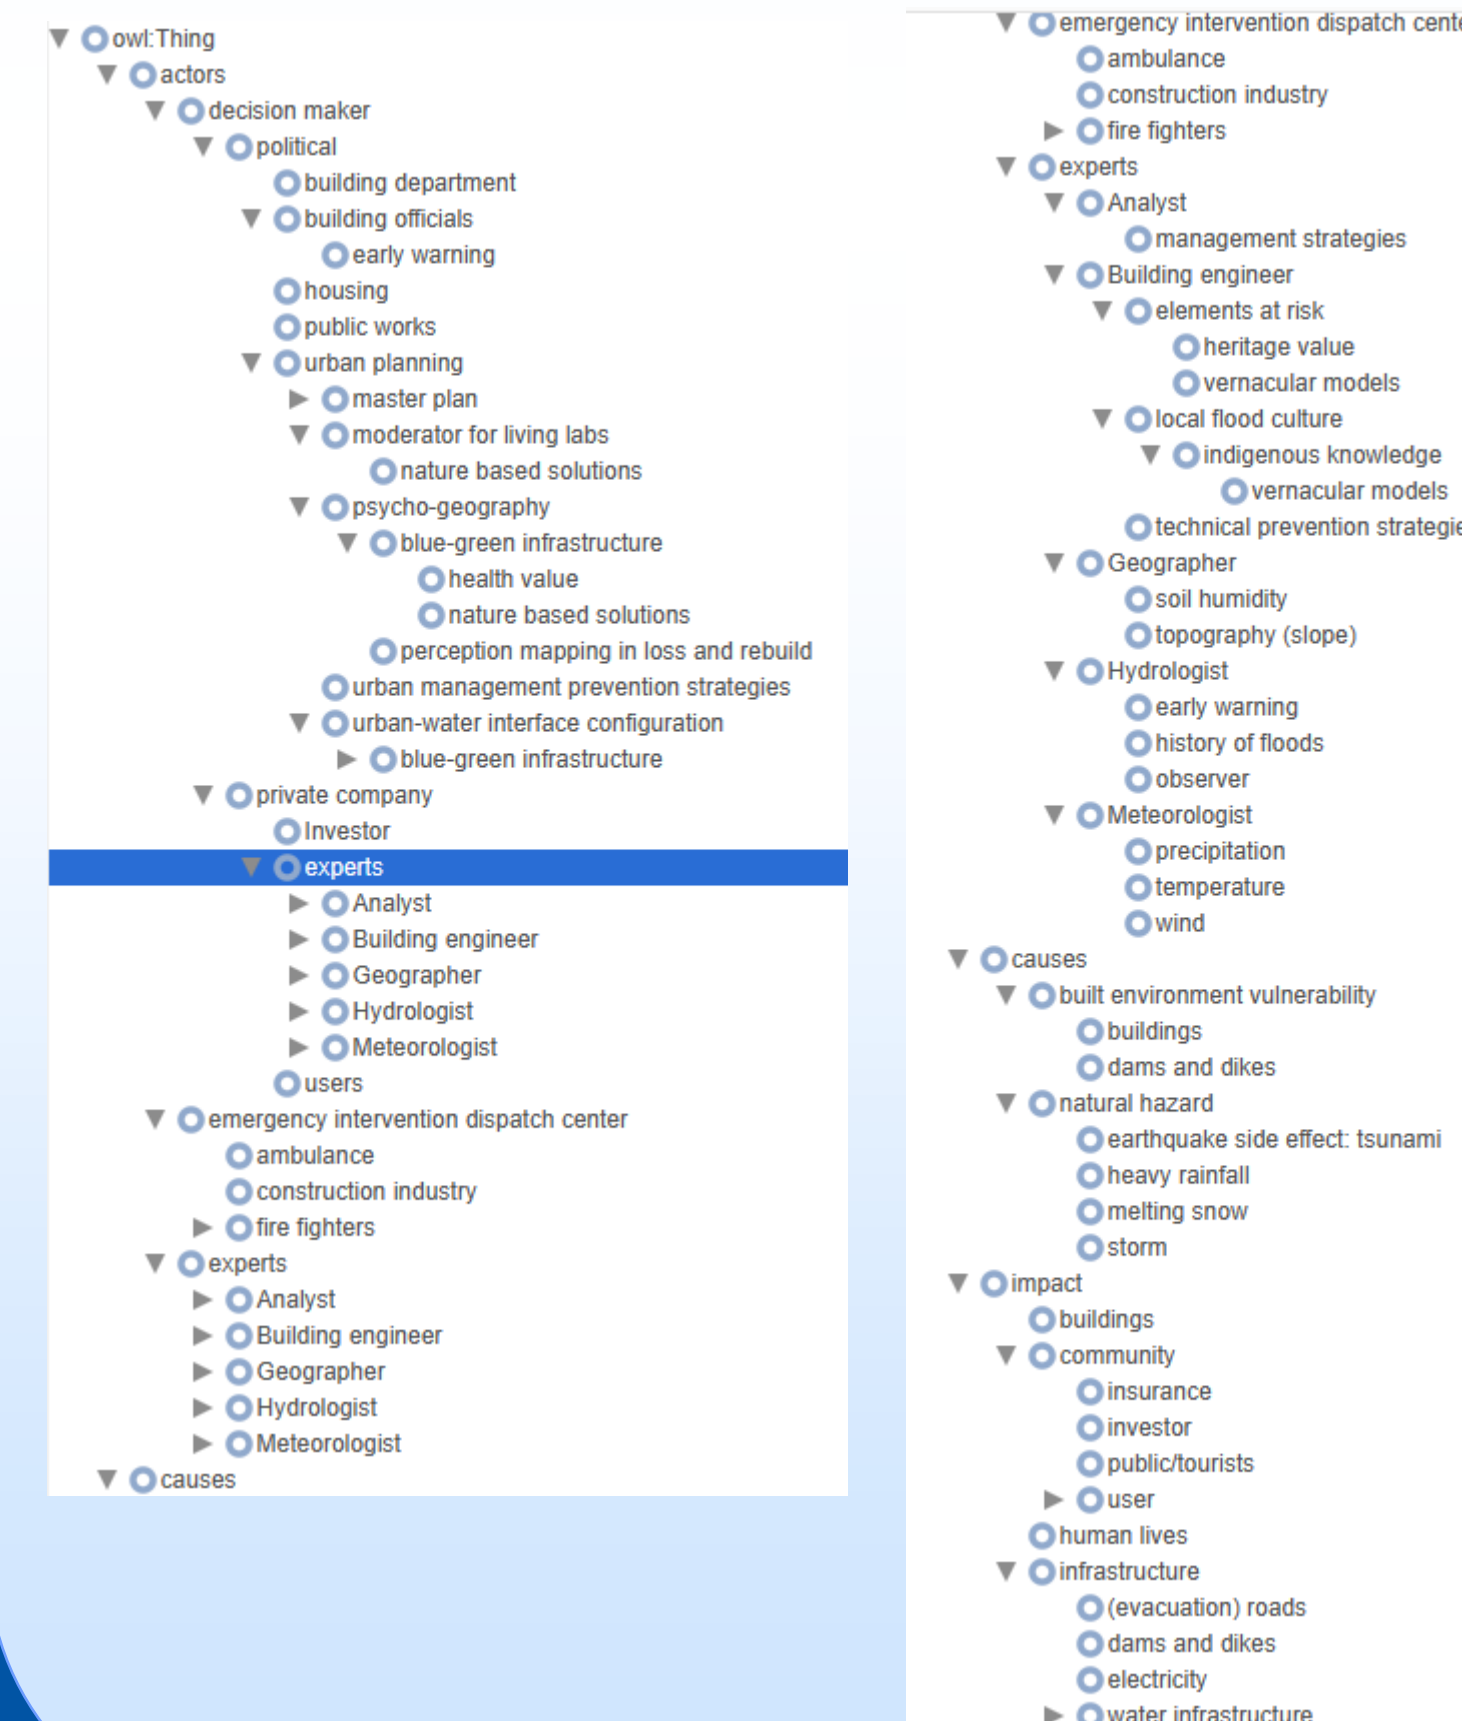 owl:Thing
actors
decision maker
political
building department
building officials
early warning
housing
public works
urban planning
master plan
moderator for living labs
nature based solutions
psycho-geography
blue-green infrastructure
health value
nature based solutions
perception mapping in loss and rebuild
urban management prevention strategies
urban-water interface configuration
blue-green infrastructure
private company
Investor
experts
Analyst
Building engineer
Geographer
Hydrologist
Meteorologist
users
emergency intervention dispatch center
ambulance
construction industry
fire fighters
experts
Analyst
Building engineer
Geographer
Hydrologist
Meteorologist
causes
emergency intervention dispatch cente
ambulance
construction industry
fire fighters
experts
Analyst
management strategies
Building engineer
elements at risk
heritage value
vernacular models
local flood culture
indigenous knowledge
vernacular models
technical prevention strategie
Geographer
soil humidity
topography (slope)
Hydrologist
early warning
history of floods
observer
Meteorologist
precipitation
temperature
wind
causes
built environment vulnerability
buildings
dams and dikes
natural hazard
earthquake side effect: tsunami
heavy rainfall
melting snow
storm
impact
buildings
community
insurance
investor
public/tourists
user
human lives
infrastructure
(evacuation) roads
dams and dikes
electricity
water infrastructure